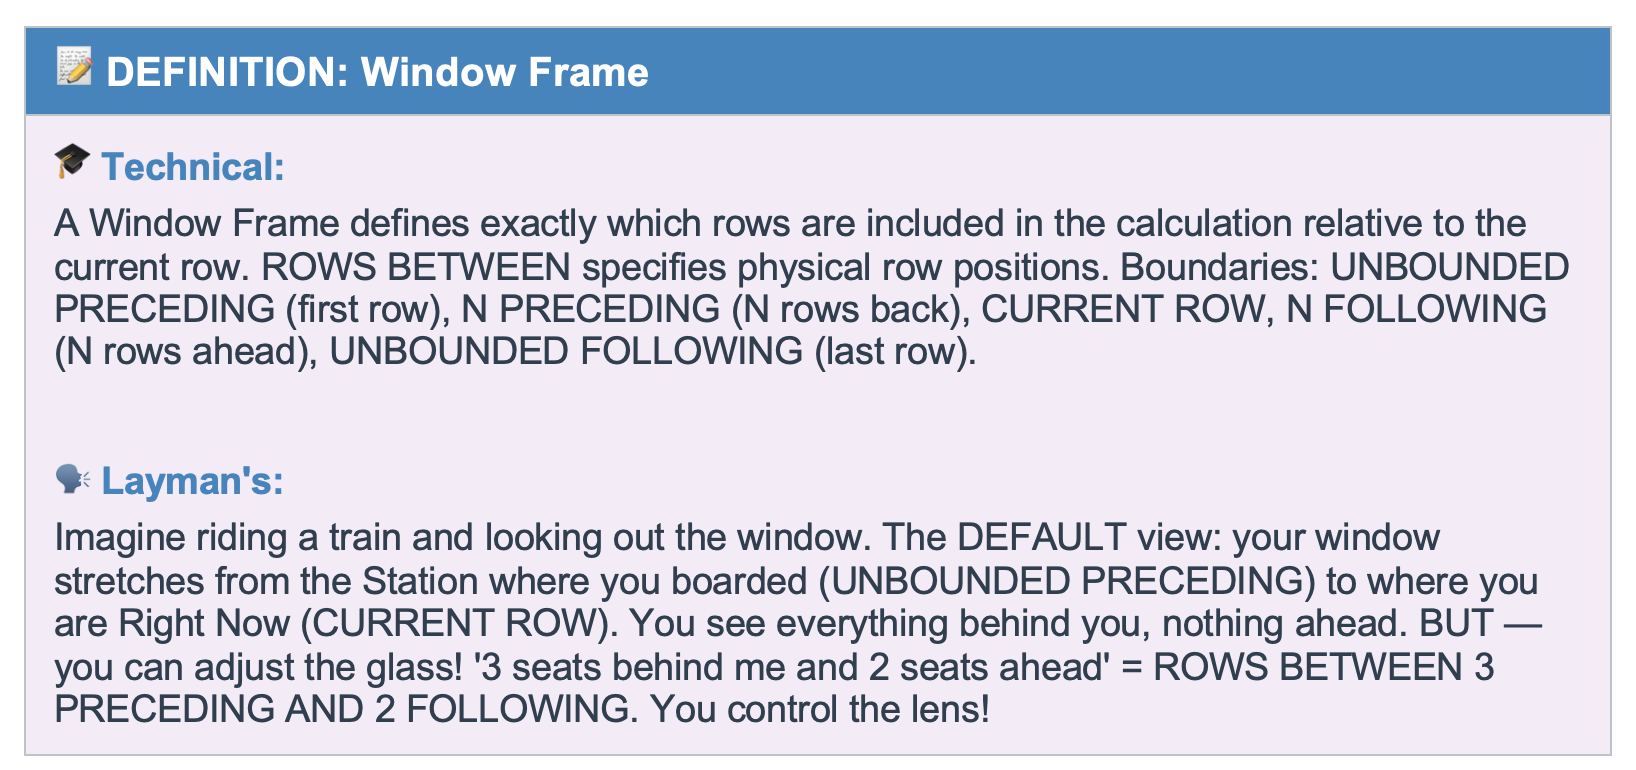 DEFINITION: Window Frame
Technical:
A Window Frame defines exactly which rows are included in the calculation relative to the
current row. ROWS BETWEEN specifies physical row positions. Boundaries: UNBOUNDED
PRECEDING (first row), N PRECEDING (N rows back), CURRENT ROW, N FOLLOWING
(N rows ahead), UNBOUNDED FOLLOWING (last row).
Layman's:
Imagine riding a train and looking out the window. The DEFAULT view: your window
stretches from the Station where you boarded (UNBOUNDED PRECEDING) to where you
are Right Now (CURRENT ROW). You see everything behind you, nothing ahead. BUT —
you can adjust the glass! '3 seats behind me and 2 seats ahead' = ROWS BETWEEN 3
PRECEDING AND 2 FOLLOWING. You control the lens!